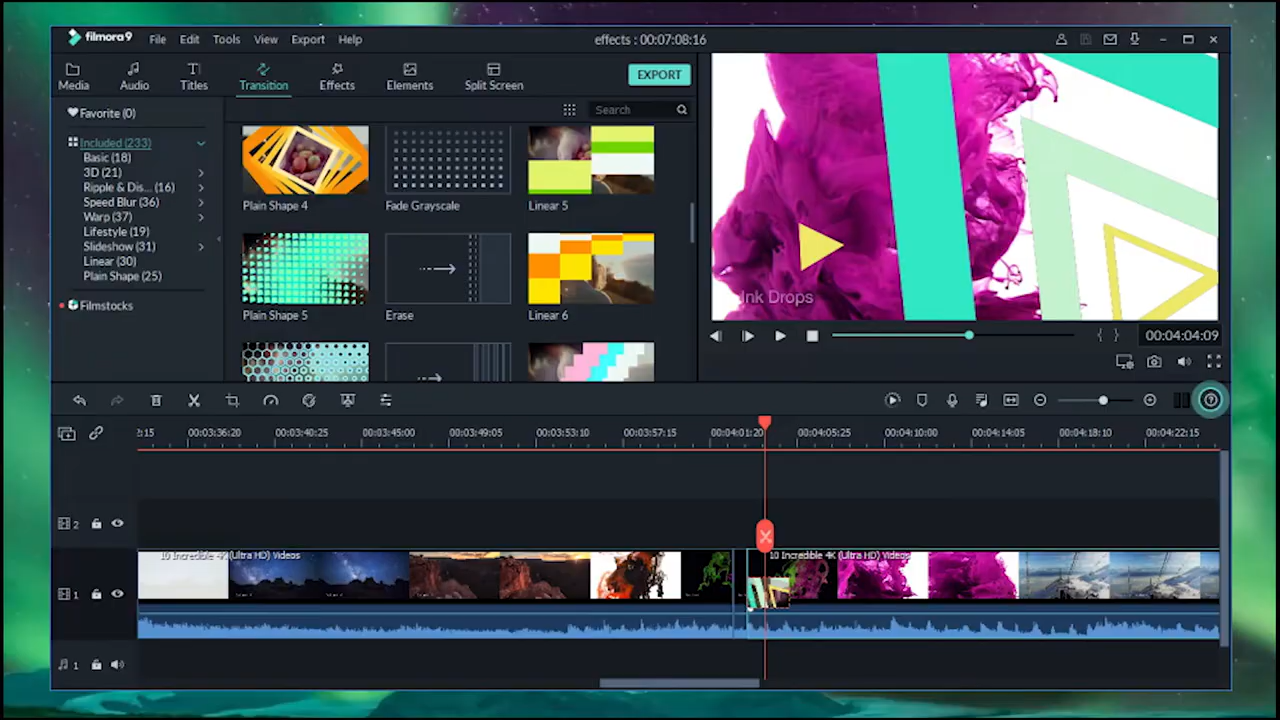 filmora9 File Edit Tools View Export Help effects : 00:07:08:16
Media Audio Titles Transition Effects Elements Split Screen EXPORT
Favorite (0)
Search
Included (233)
Basic (18)
3D (21)
Ripple & Dis... (16)
Speed Blur (36)
Warp (37)
Lifestyle (19)
Slideshow (31)
Linear (30)
Plain Shape (25)
Filmstocks
Plain Shape 4 Fade Grayscale Linear 5
Plain Shape 5 Erase Linear 6
Ink Drops
{ } 00:04:04:09
2:15 00:03:36:20 00:03:40:25 00:03:45:00 00:03:49:05 00:03:53:10 00:03:57:15 00:04:01:20 00:04:05:25 00:04:10:00 00:04:14:05 00:04:18:10 00:04:22:15
2
10 Incredible 4K (Ultra HD) Videos 10 Incredible 4K (Ultra HD) Videos
1
1